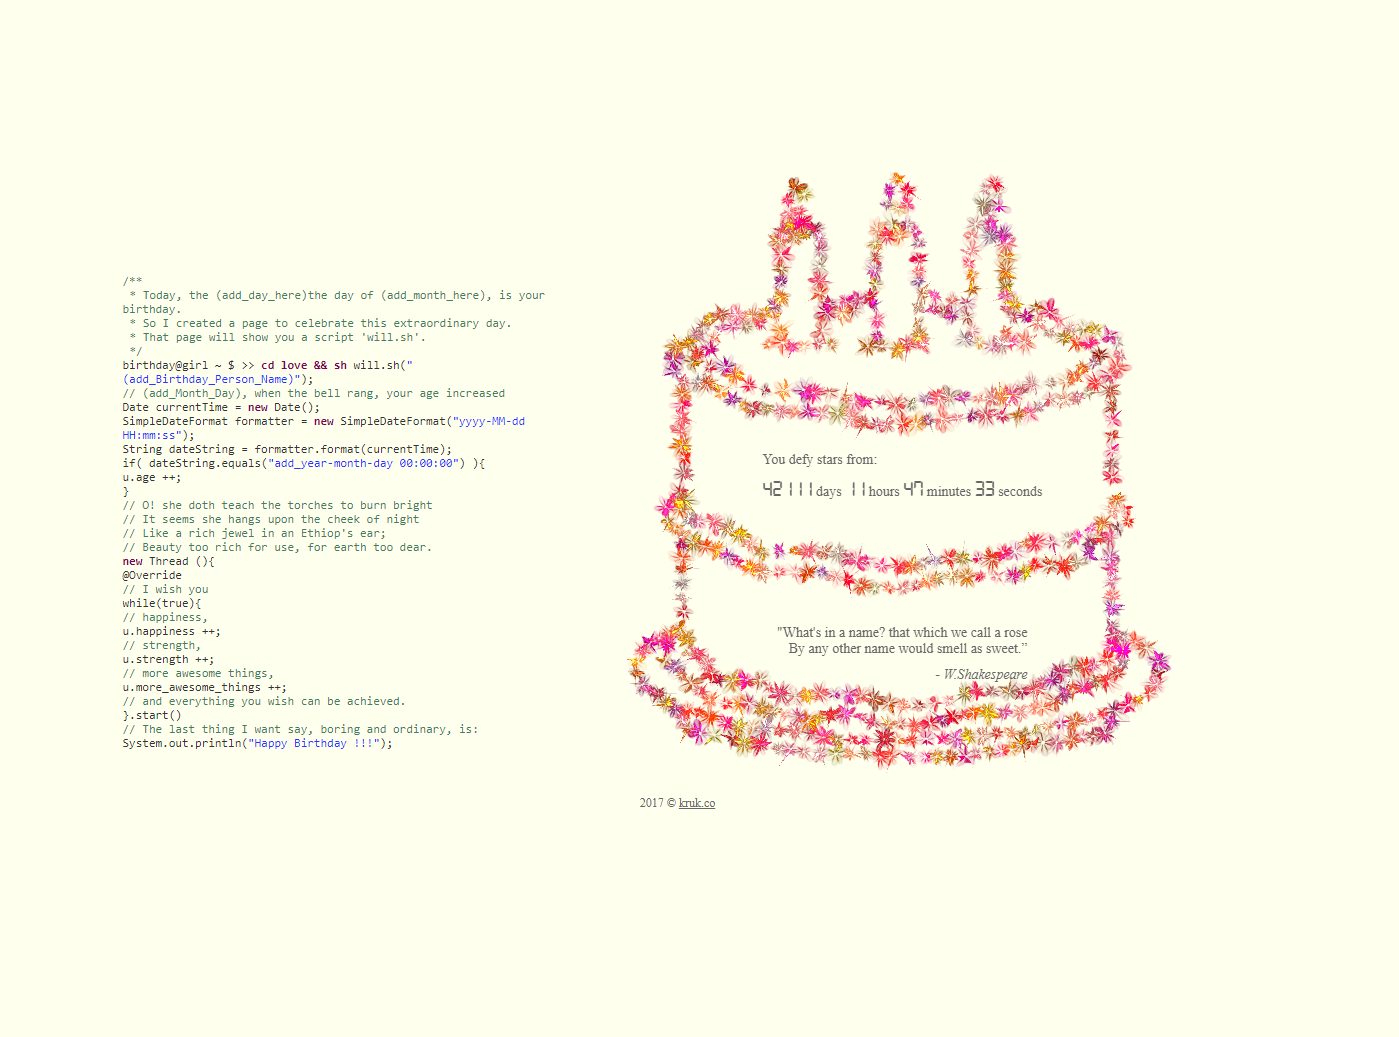 /**
* Today, the (add_day_here)the day of (add_month_here), is your
birthday.
* So I created a page to celebrate this extraordinary day.
* That page will show you a script 'will.sh'.
*/
birthday@girl ~ $ >> cd love && sh will.sh("
(add_Birthday_Person_Name)");
// (add_Month_Day), when the bell rang, your age increased
Date currentTime = new Date();
SimpleDateFormat formatter = new SimpleDateFormat("yyyy-MM-dd
HH:mm:ss");
String dateString = formatter.format(currentTime);
if( dateString.equals("add_year-month-day 00:00:00") ){
u.age ++;
}
// O! she doth teach the torches to burn bright
// It seems she hangs upon the cheek of night
// Like a rich jewel in an Ethiop's ear;
// Beauty too rich for use, for earth too dear.
new Thread (){
@Override
// I wish you
while(true){
// happiness,
u.happiness ++;
// strength,
u.strength ++;
// more awesome things,
u.more_awesome_things ++;
// and everything you wish can be achieved.
}.start()
// The last thing I want say, boring and ordinary, is:
System.out.println("Happy Birthday !!!");
You defy stars from:
42111 days 11 hours 47 minutes 33 seconds
"What's in a name? that which we call a rose
By any other name would smell as sweet.”
- W.Shakespeare
2017 © kruk.co